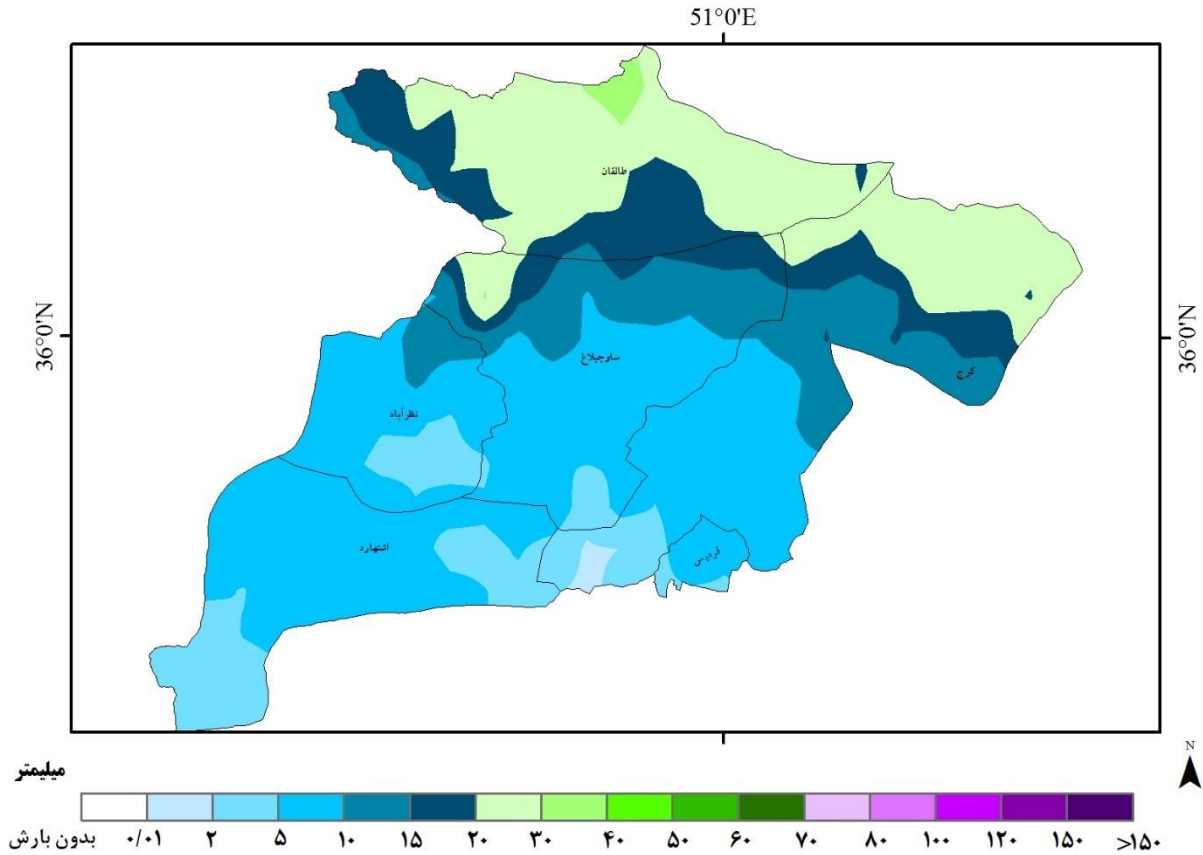 51°0'E
36°0'N
36°0'N
طالقان
ساوجبلاغ
کرج
نظرآباد
اشتهارد
فردیس
N
میلیمتر
بدون بارش ۰/۰۱ ۲ ۵ ۱۰ ۱۵ ۲۰ ۳۰ ۴۰ ۵۰ ۶۰ ۷۰ ۸۰ ۱۰۰ ۱۲۰ ۱۵۰ >۱۵۰